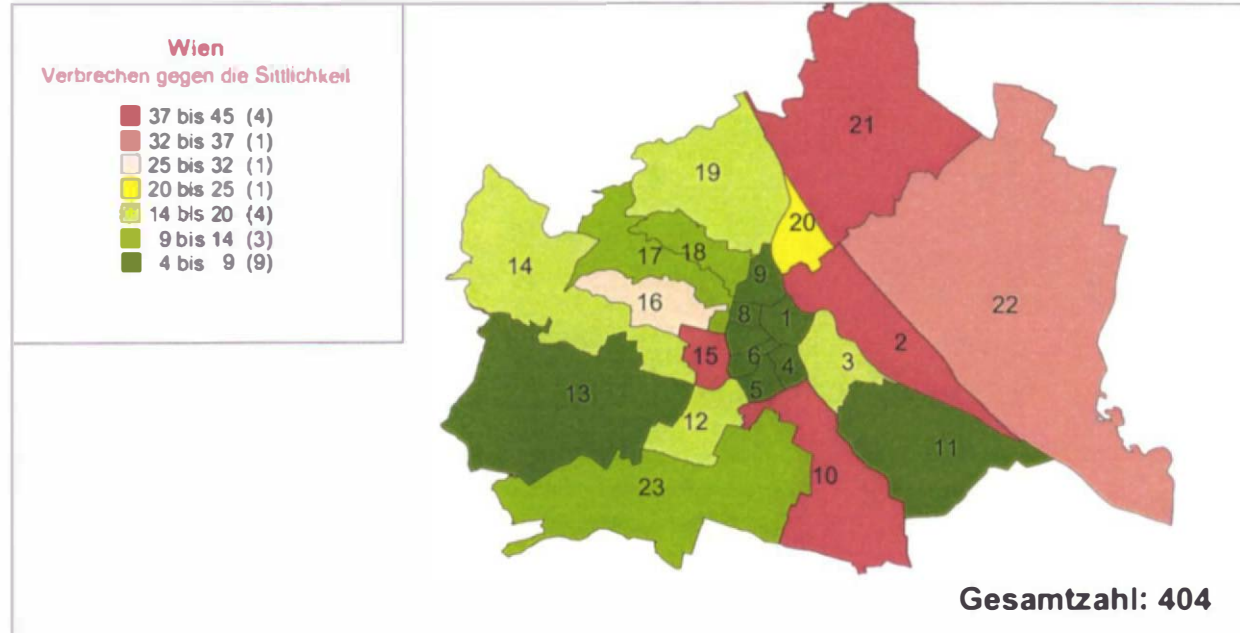 Wien
Verbrechen gegen die Sittlichkeit
37 bis 45 (4)
32 bis 37 (1)
25 bis 32 (1)
20 bis 25 (1)
14 bis 20 (4)
9 bis 14 (3)
4 bis 9 (9)
21
19
20
14
17
18
9
16
22
8
1
2
15
6
3
4
13
5
12
11
10
23
Gesamtzahl: 404